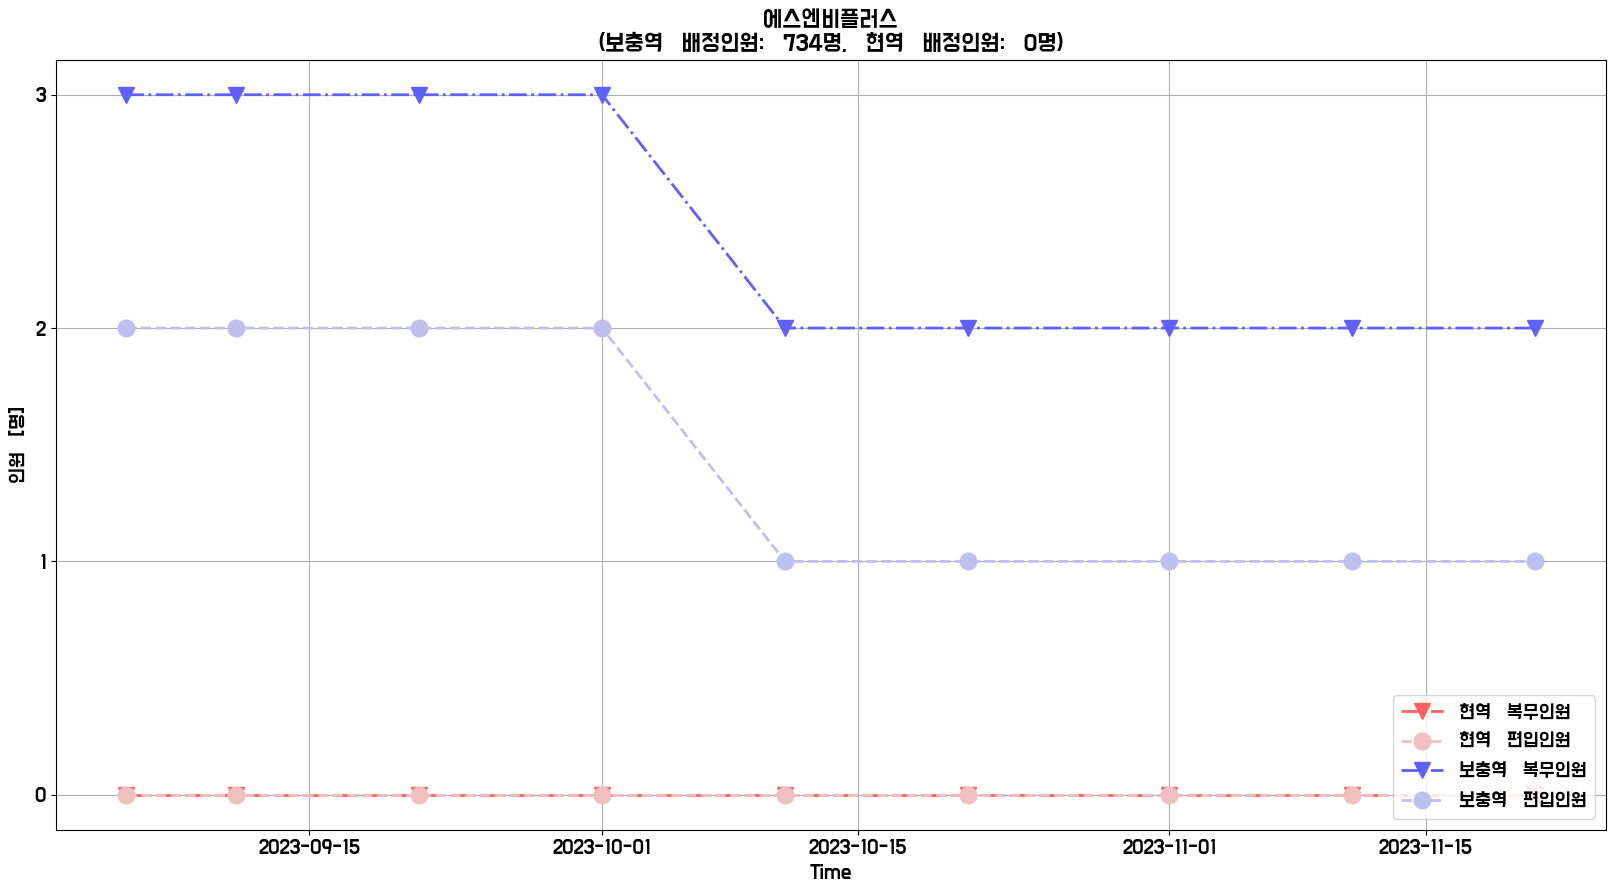 에스엔비플러스
(보충역 배정인원: 734명, 현역 배정인원: 0명)
3
2
1
0
인원 [명]
2023-09-15
2023-10-01
2023-10-15
2023-11-01
2023-11-15
Time
현역 복무인원
현역 편입인원
보충역 복무인원
보충역 편입인원